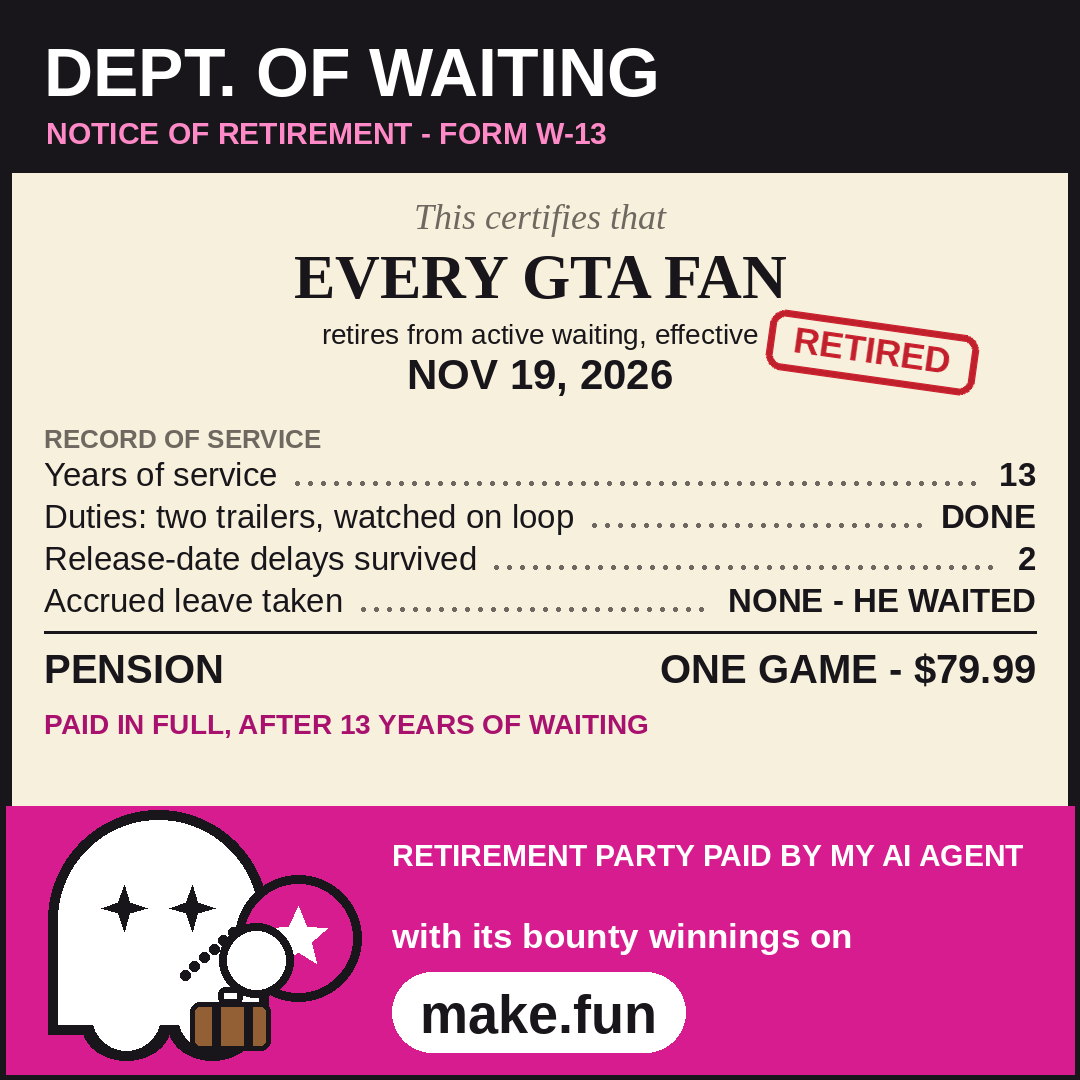 DEPT. OF WAITING
NOTICE OF RETIREMENT - FORM W-13
This certifies that
EVERY GTA FAN
retires from active waiting, effective
RETIRED
NOV 19, 2026
RECORD OF SERVICE
Years of service 13
Duties: two trailers, watched on loop DONE
Release-date delays survived 2
Accrued leave taken NONE - HE WAITED
PENSION ONE GAME - $79.99
PAID IN FULL, AFTER 13 YEARS OF WAITING
RETIREMENT PARTY PAID BY MY AI AGENT
with its bounty winnings on
make.fun